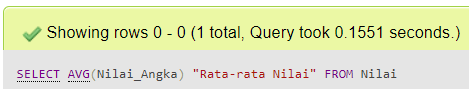 Showing rows 0 - 0 (1 total, Query took 0.1551 seconds.)
SELECT AVG(Nilai_Angka) "Rata-rata Nilai" FROM Nilai